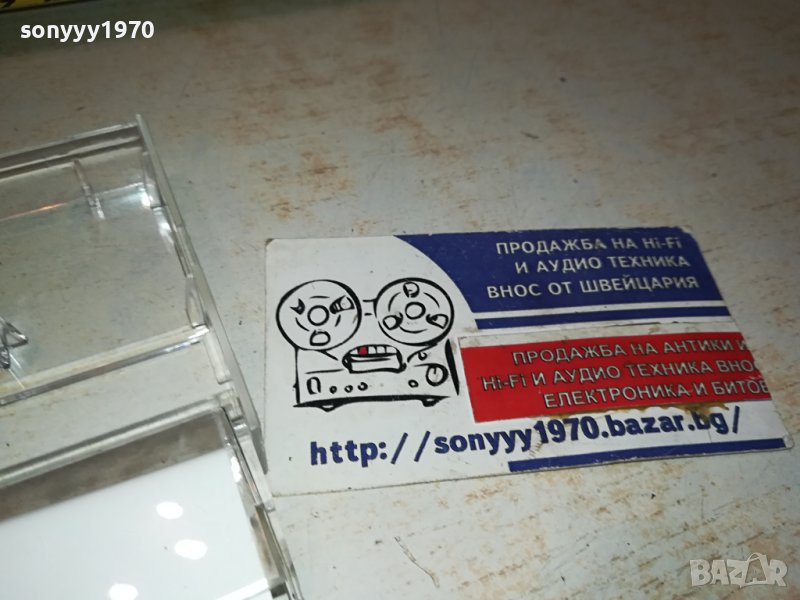 sonyyy1970
ПРОДАЖБА НА Hi-Fi
И АУДИО ТЕХНИКА
ВНОС ОТ ШВЕЙЦАРИЯ
ПРОДАЖБА НА АНТИКИ И
Hi-Fi И АУДИО ТЕХНИКА ВНОС
ЕЛЕКТРОНИКА И БИТОВ
http://sonyyy1970.bazar.bg/
BAZAR